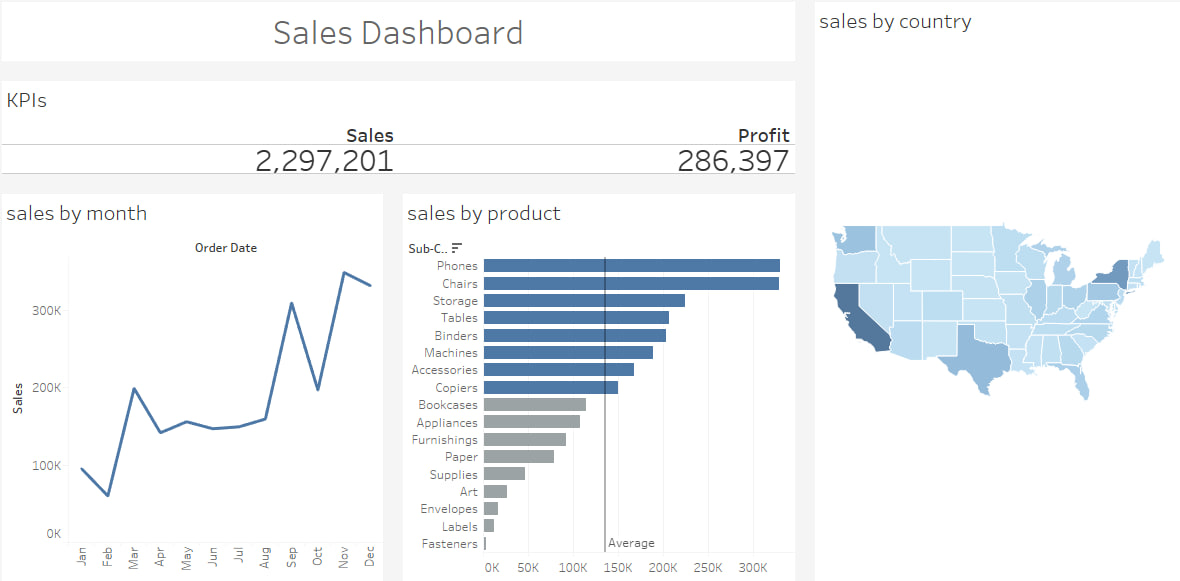 Sales Dashboard
KPIs
Sales Profit
2,297,201 286,397
sales by month
Order Date
Sales
300K
200K
100K
0K
Jan Feb Mar Apr May Jun Jul Aug Sep Oct Nov Dec
sales by product
Sub-C..
Phones
Chairs
Storage
Tables
Binders
Machines
Accessories
Copiers
Bookcases
Appliances
Furnishings
Paper
Supplies
Art
Envelopes
Labels
Fasteners
Average
0K 50K 100K 150K 200K 250K 300K
sales by country